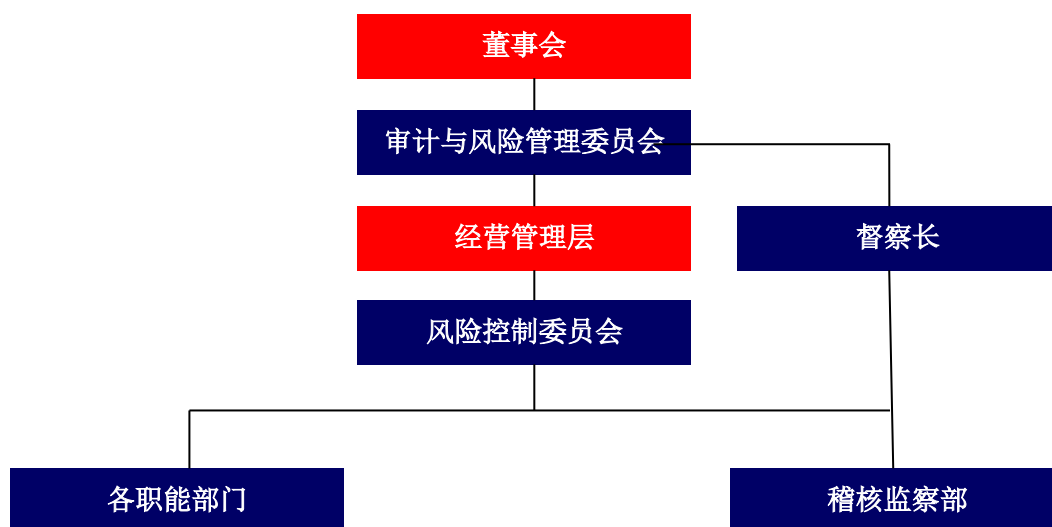 董事会
审计与风险管理委员会
经营管理层
督察长
风险控制委员会
各职能部门
稽核监察部